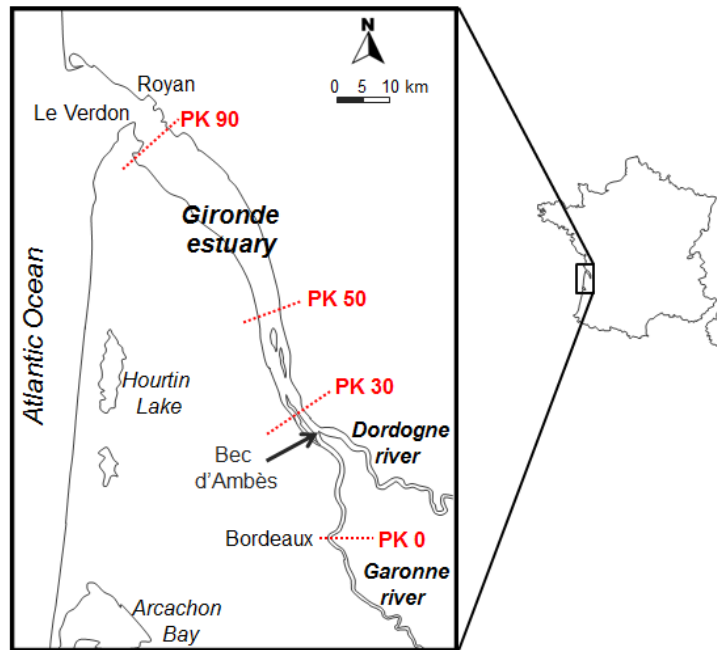 N
0 5 10 km
Royan
Le Verdon
PK 90
Gironde
estuary
Atlantic Ocean
PK 50
Hourtin
Lake
PK 30
Dordogne
river
Bec
d'Ambès
Bordeaux
PK 0
Garonne
river
Arcachon
Bay